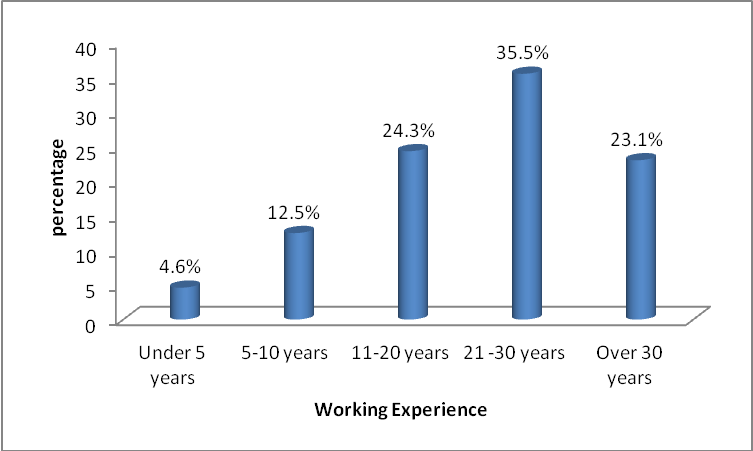 40
35
30
25
20
15
10
5
0
percentage
4.6%
12.5%
24.3%
35.5%
23.1%
Under 5
years
5-10 years
11-20 years
21 -30 years
Over 30
years
Working Experience